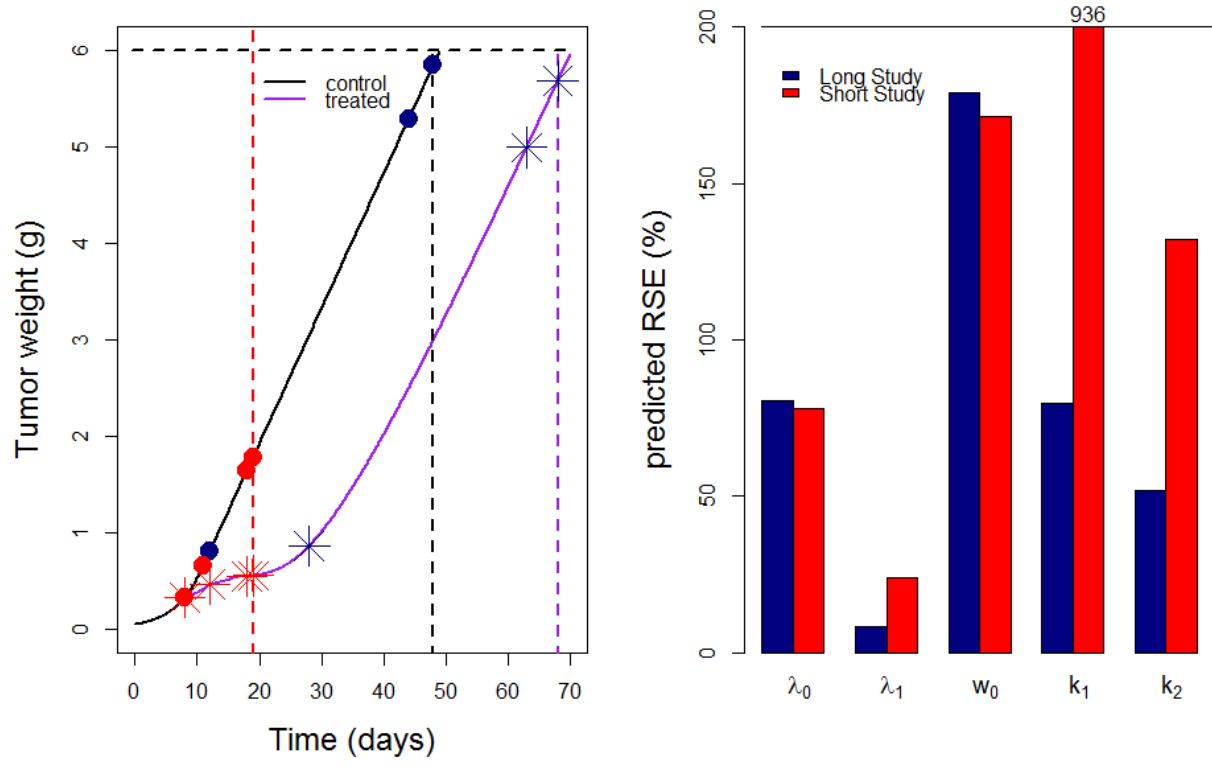 Tumor weight (g)
6
5
4
3
2
1
0
control
treated
0 10 20 30 40 50 60 70
Time (days)
predicted RSE (%)
200
150
100
50
0
936
Long Study
Short Study
λ0 λ1 w0 k1 k2